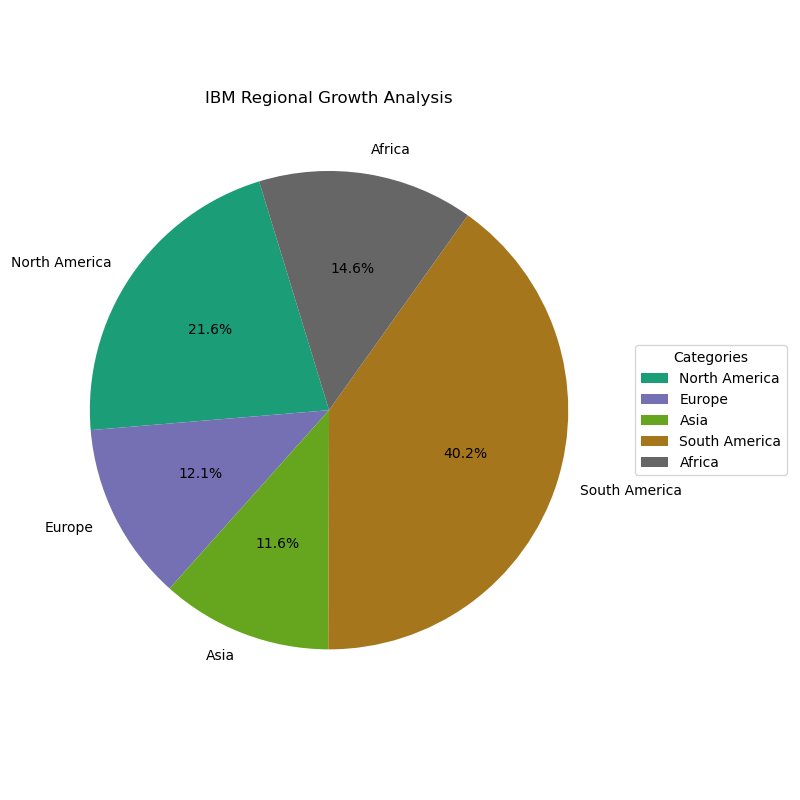 IBM Regional Growth Analysis
Africa
North America
Europe
Asia
South America
14.6%
21.6%
12.1%
11.6%
40.2%
Categories
North America
Europe
Asia
South America
Africa